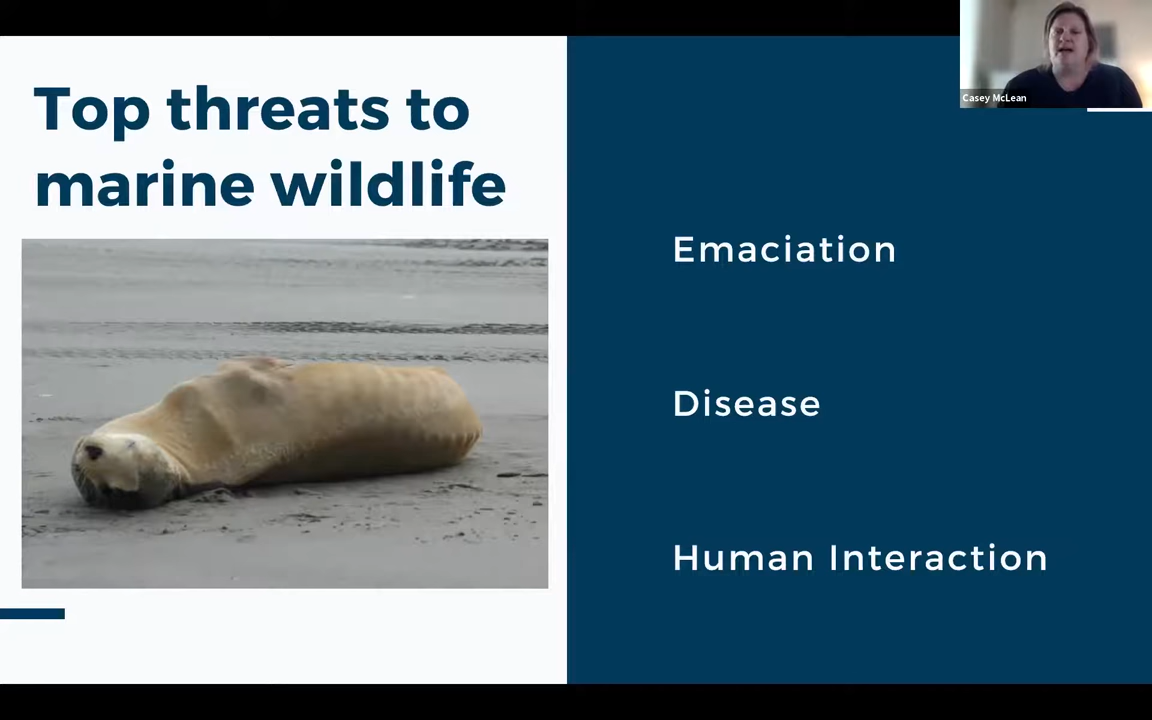 Top threats to
marine wildlife
Emaciation
Disease
Human Interaction
Casey McLean